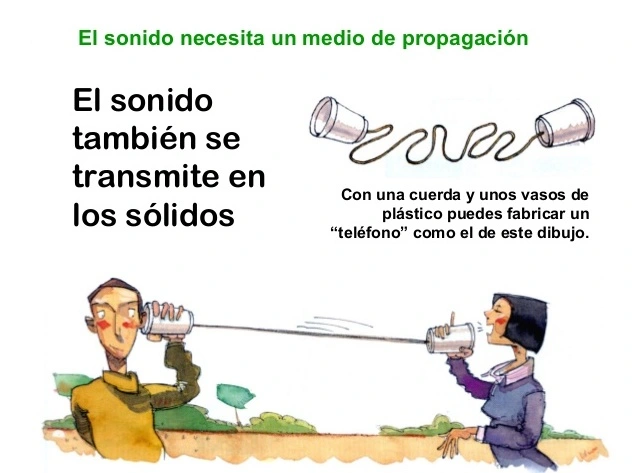 El sonido necesita un medio de propagación
El sonido
también se
transmite en
los sólidos
Con una cuerda y unos vasos de
plástico puedes fabricar un
“teléfono” como el de este dibujo.